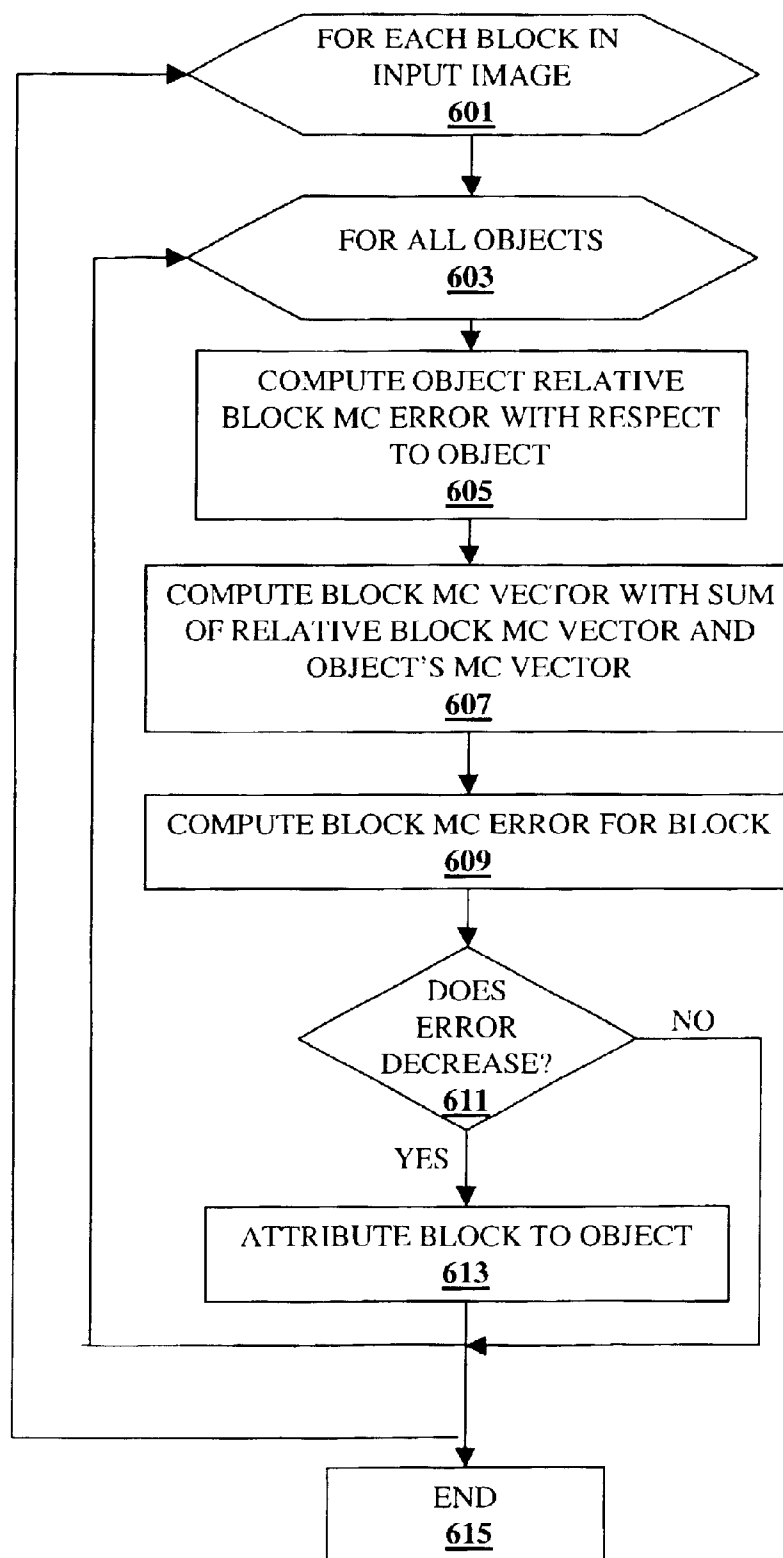 FOR EACH BLOCK IN
INPUT IMAGE
601
FOR ALL OBJECTS
603
COMPUTE OBJECT RELATIVE
BLOCK MC ERROR WITH RESPECT
TO OBJECT
605
COMPUTE BLOCK MC VECTOR WITH SUM
OF RELATIVE BLOCK MC VECTOR AND
OBJECT'S MC VECTOR
607
COMPUTE BLOCK MC ERROR FOR BLOCK
609
DOES
ERROR
DECREASE?
611
NO
YES
ATTRIBUTE BLOCK TO OBJECT
613
END
615